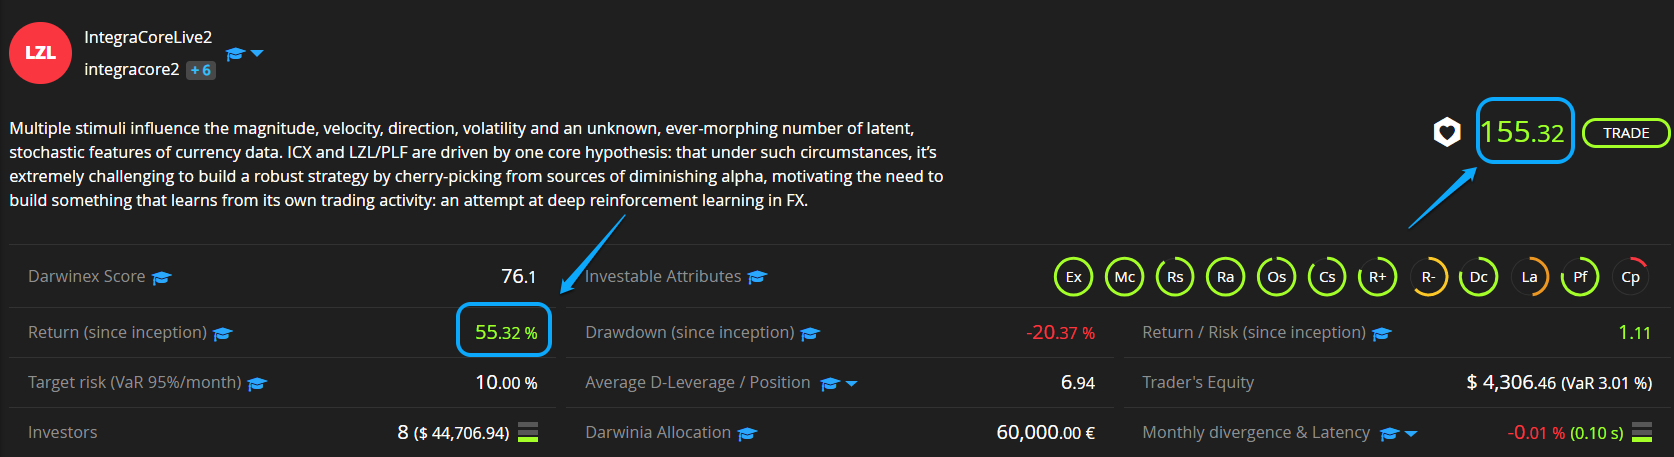 LZL
IntegraCoreLive2
integracore2 + 6
Multiple stimuli influence the magnitude, velocity, direction, volatility and an unknown, ever-morphing number of latent,
stochastic features of currency data. ICX and LZL/PLF are driven by one core hypothesis: that under such circumstances, it's
extremely challenging to build a robust strategy by cherry-picking from sources of diminishing alpha, motivating the need to
build something that learns from its own trading activity: an attempt at deep reinforcement learning in FX.
155.32 TRADE
Darwinex Score 76.1 Investable Attributes Ex Mc Rs Ra Os Cs R+ R- Dc La Pf Cp
Return (since inception) 55.32 % Drawdown (since inception) -20.37 % Return / Risk (since inception) 1.11
Target risk (VaR 95%/month) 10.00 % Average D-Leverage / Position 6.94 Trader's Equity $ 4,306.46 (VaR 3.01 %)
Investors 8 ($ 44,706.94) Darwinia Allocation 60,000.00 € Monthly divergence & Latency -0.01 % (0.10 s)